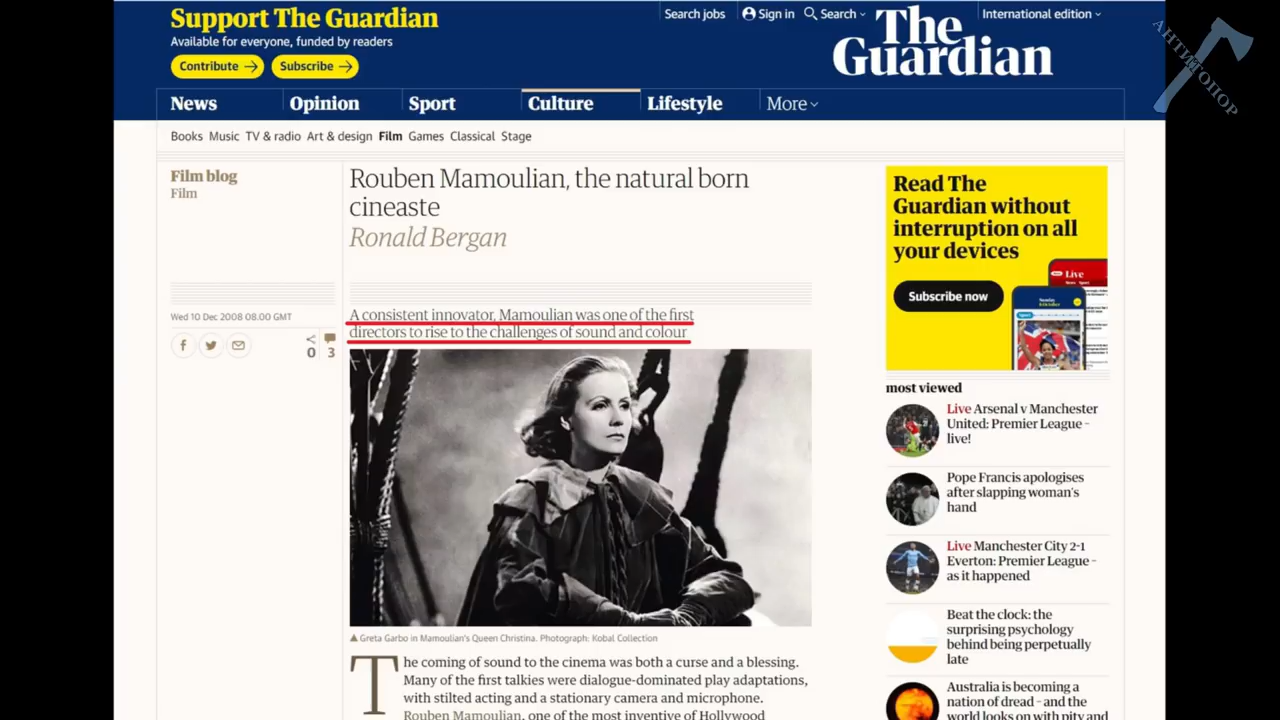 Support The Guardian
Available for everyone, funded by readers
Contribute
Subscribe
Search jobs
Sign in
Search
International edition
The
Guardian
АНТИТОПОР
News
Opinion
Sport
Culture
Lifestyle
More
Books Music TV & radio Art & design Film Games Classical Stage
Film blog
Film
Rouben Mamoulian, the natural born
cineaste
Ronald Bergan
Wed 10 Dec 2008 08.00 GMT
0
3
A consistent innovator, Mamoulian was one of the first
directors to rise to the challenges of sound and colour
Greta Garbo in Mamoulian's Queen Christina. Photograph: Kobal Collection
The coming of sound to the cinema was both a curse and a blessing.
Many of the first talkies were dialogue-dominated play adaptations,
with stilted acting and a stationary camera and microphone.
Rouben Mamoulian, one of the most inventive of Hollywood
Read The
Guardian without
interruption on all
your devices
Subscribe now
Live
most viewed
Live Arsenal v Manchester
United: Premier League –
live!
Pope Francis apologises
after slapping woman's
hand
Live Manchester City 2-1
Everton: Premier League –
as it happened
Beat the clock: the
surprising psychology
behind being perpetually
late
Australia is becoming a
nation of dread – and the
world looks on with pity and